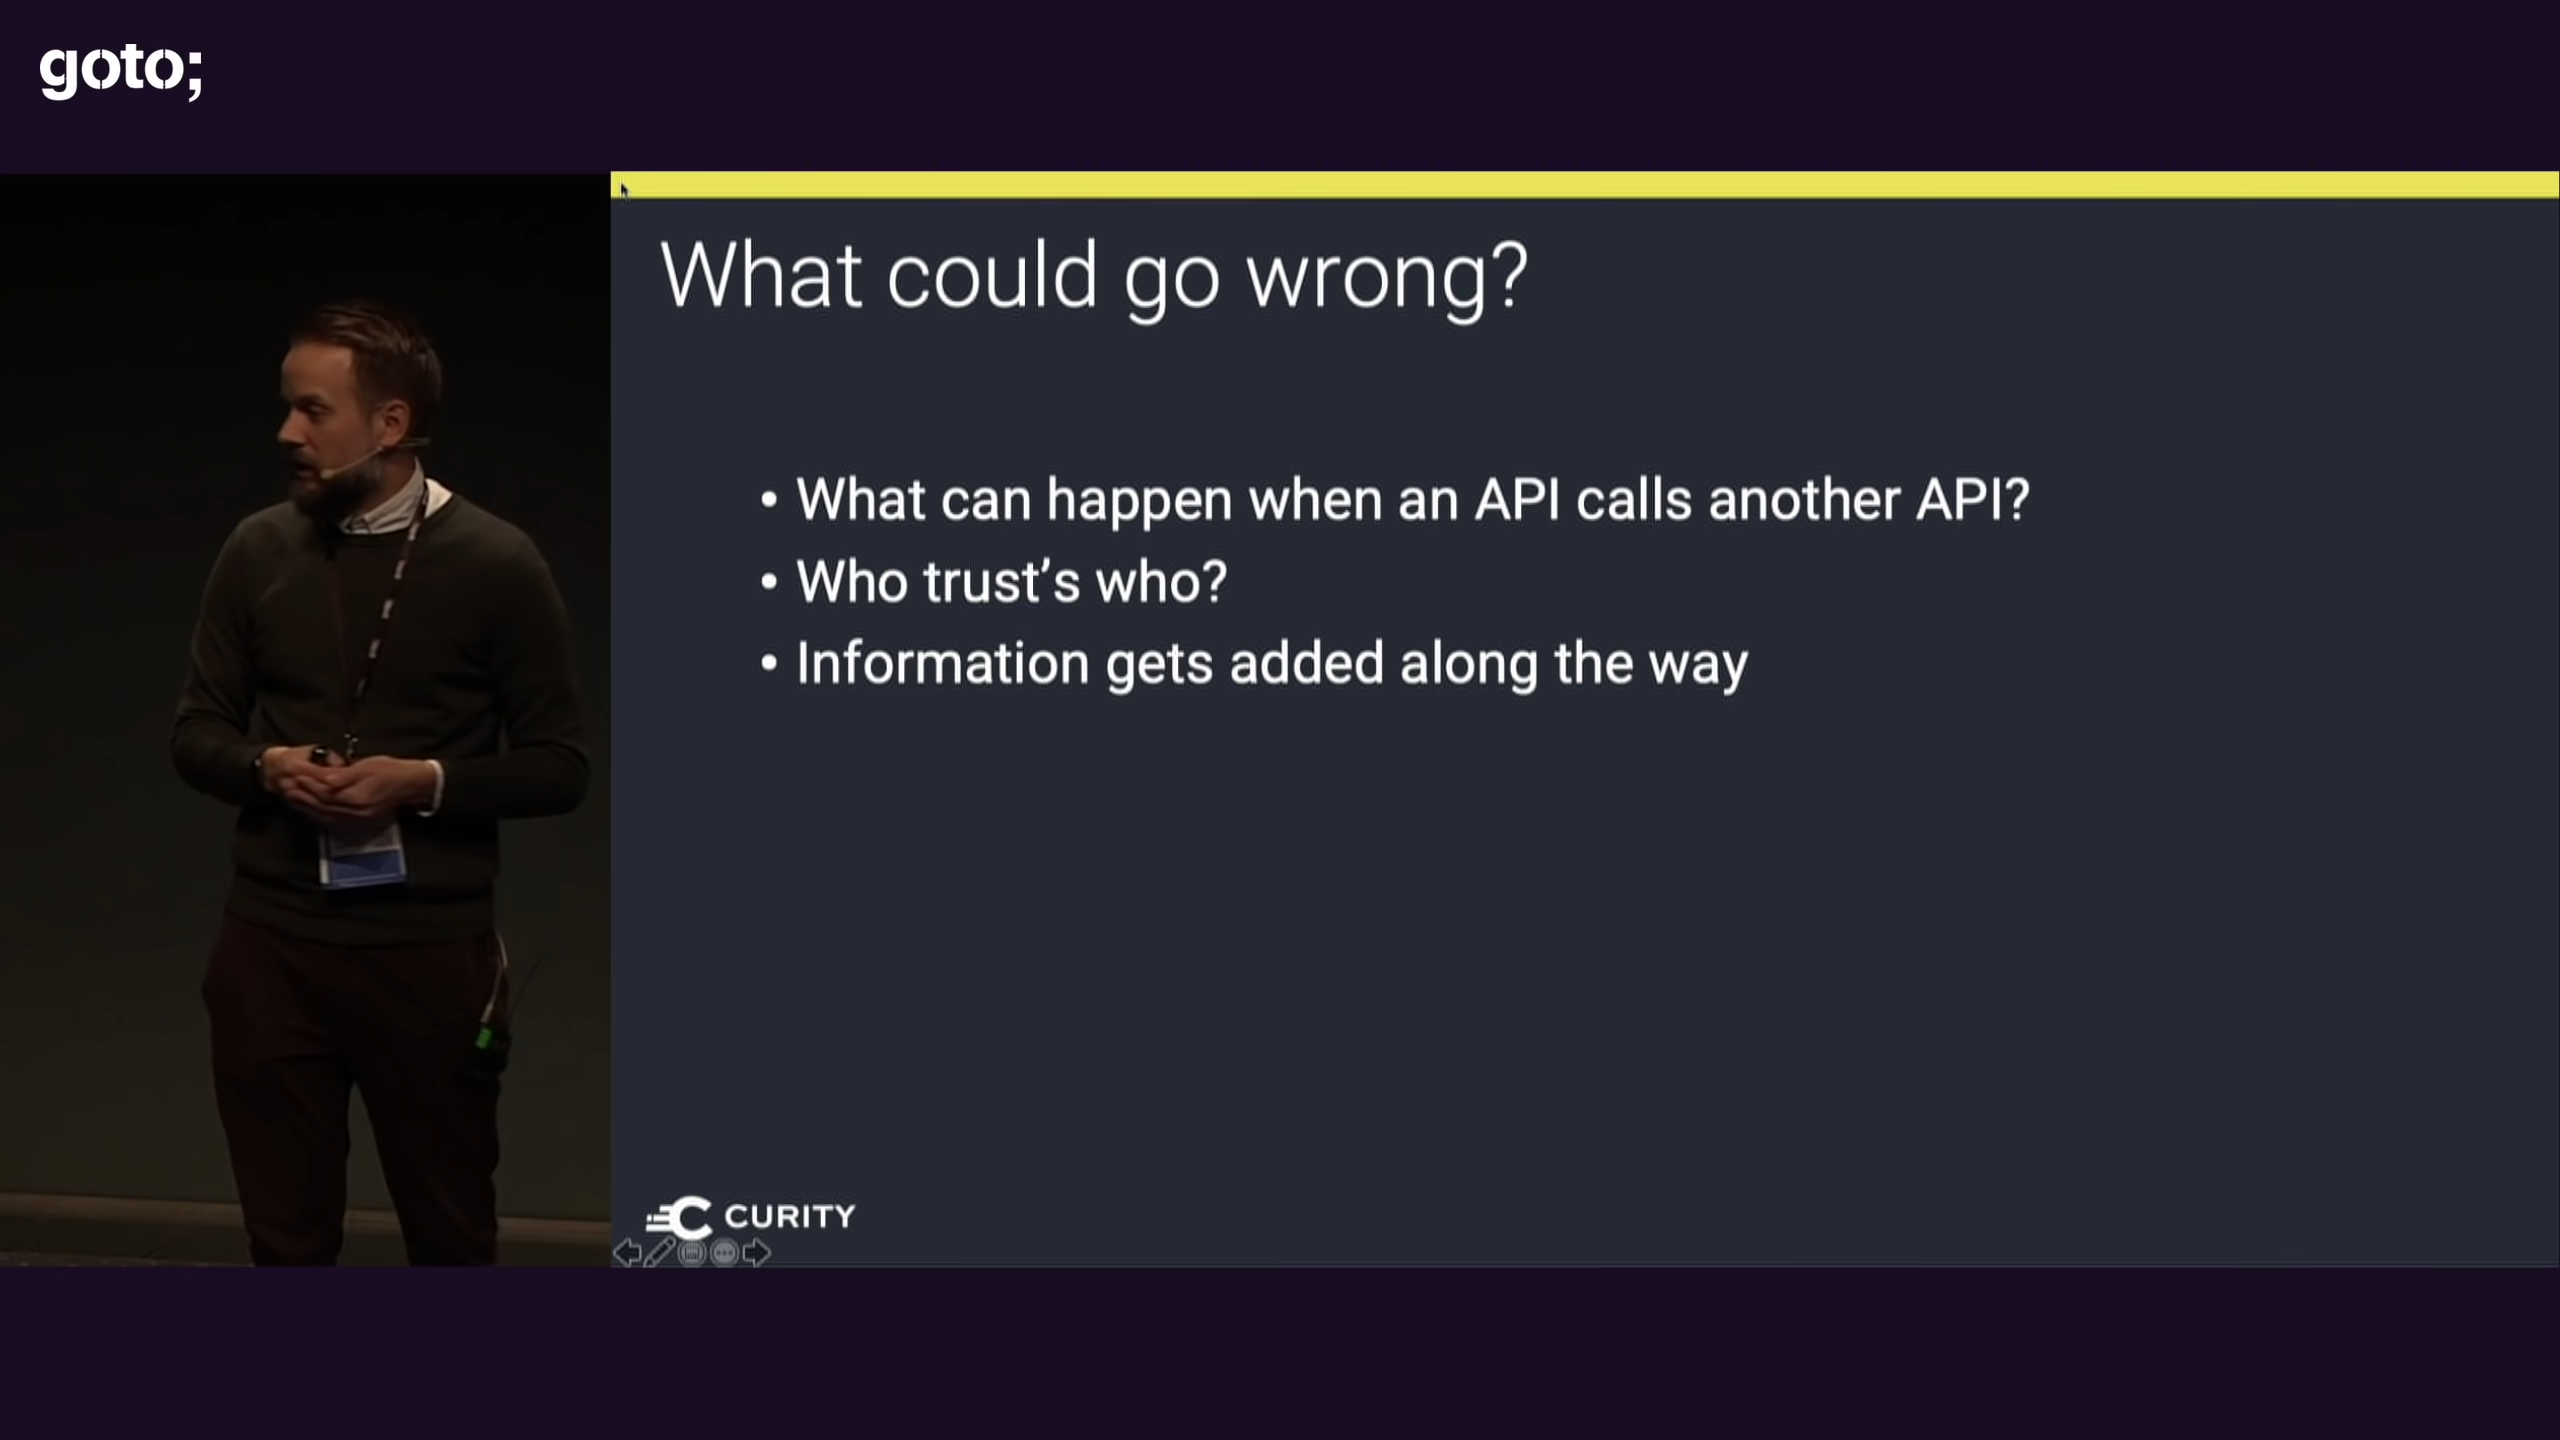 goto;
What could go wrong?
• What can happen when an API calls another API?
• Who trust’s who?
• Information gets added along the way
CURITY